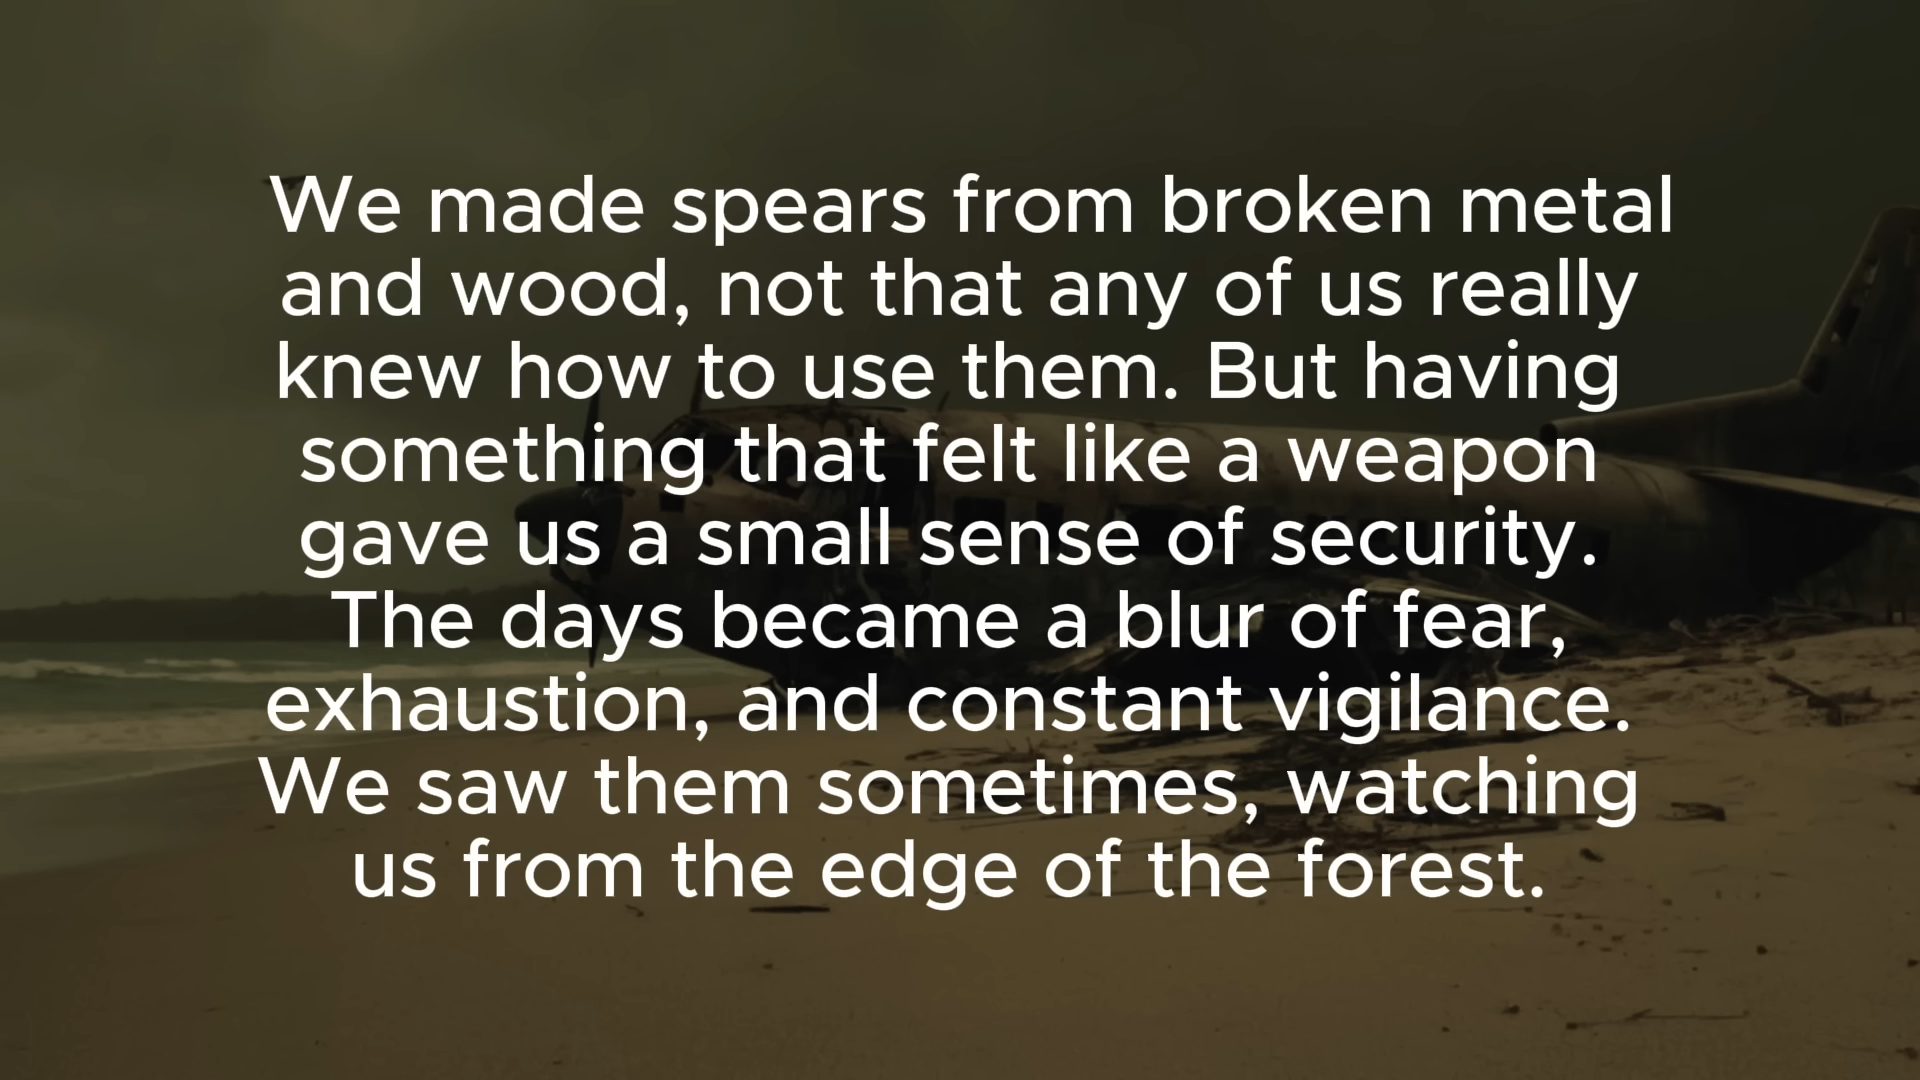 We made spears from broken metal
and wood, not that any of us really
knew how to use them. But having
something that felt like a weapon
gave us a small sense of security.
The days became a blur of fear,
exhaustion, and constant vigilance.
We saw them sometimes, watching
us from the edge of the forest.